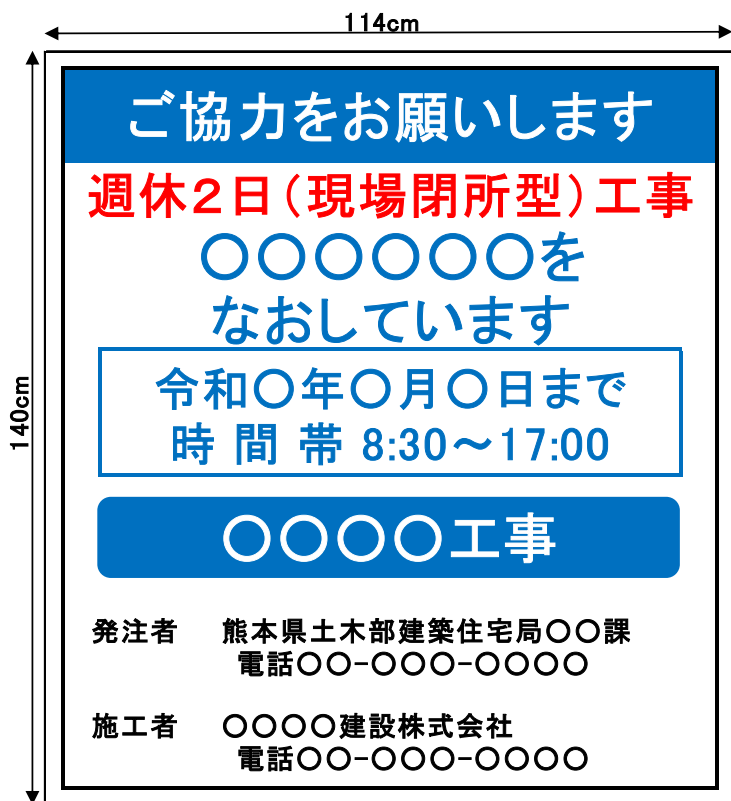 114cm
140cm
ご協力をお願いします
週休2日(現場閉所型)工事
〇〇〇〇〇〇を
なおしています
令和〇年〇月〇日まで
時間帯 8:30～17:00
〇〇〇〇工事
発注者 熊本県土木部建築住宅局〇〇課
電話〇〇-〇〇〇-〇〇〇〇
施工者 〇〇〇〇建設株式会社
電話〇〇-〇〇〇-〇〇〇〇